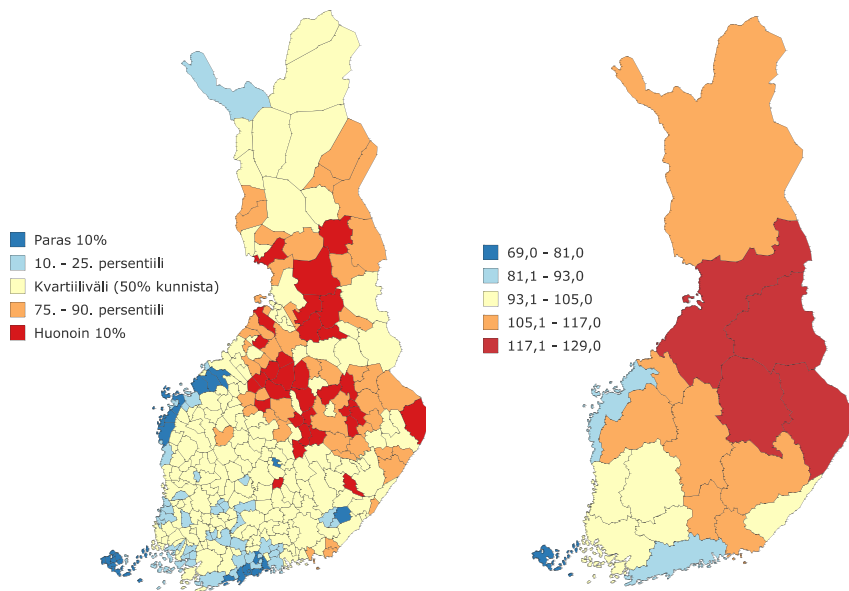 Paras 10%
10. - 25. persentiili
Kvartiiliväli (50% kunnista)
75. - 90. persentiili
Huonoin 10%
69,0 - 81,0
81,1 - 93,0
93,1 - 105,0
105,1 - 117,0
117,1 - 129,0